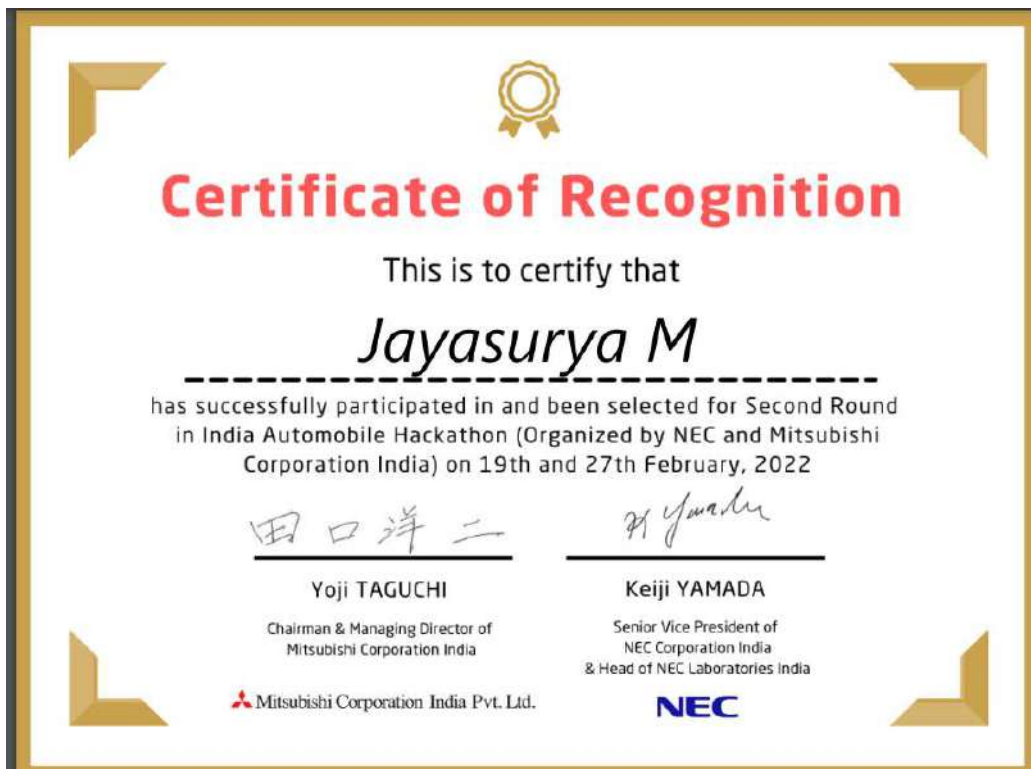 Certificate of Recognition
This is to certify that
Jayasurya M
has successfully participated in and been selected for Second Round
in India Automobile Hackathon (Organized by NEC and Mitsubishi
Corporation India) on 19th and 27th February, 2022
田口洋二
Yamada
Yoji TAGUCHI
Keiji YAMADA
Chairman & Managing Director of
Mitsubishi Corporation India
Senior Vice President of
NEC Corporation India
& Head of NEC Laboratories India
Mitsubishi Corporation India Pvt. Ltd.
NEC